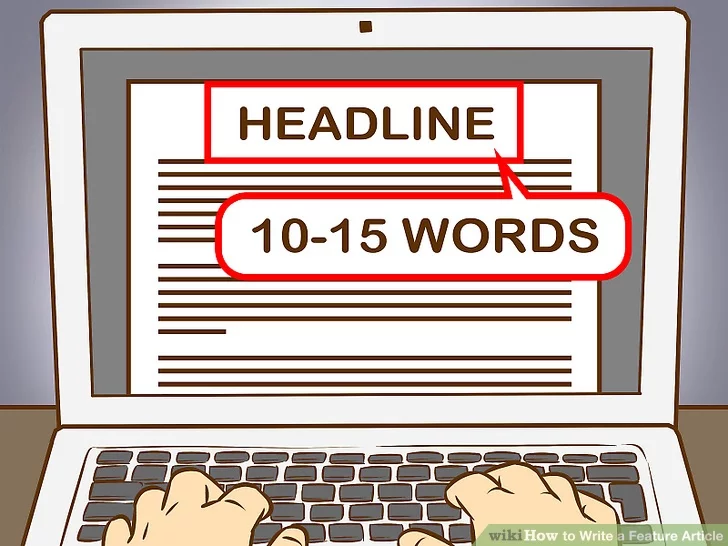 HEADLINE
10-15 WORDS
wikiHow to Write a Feature Article